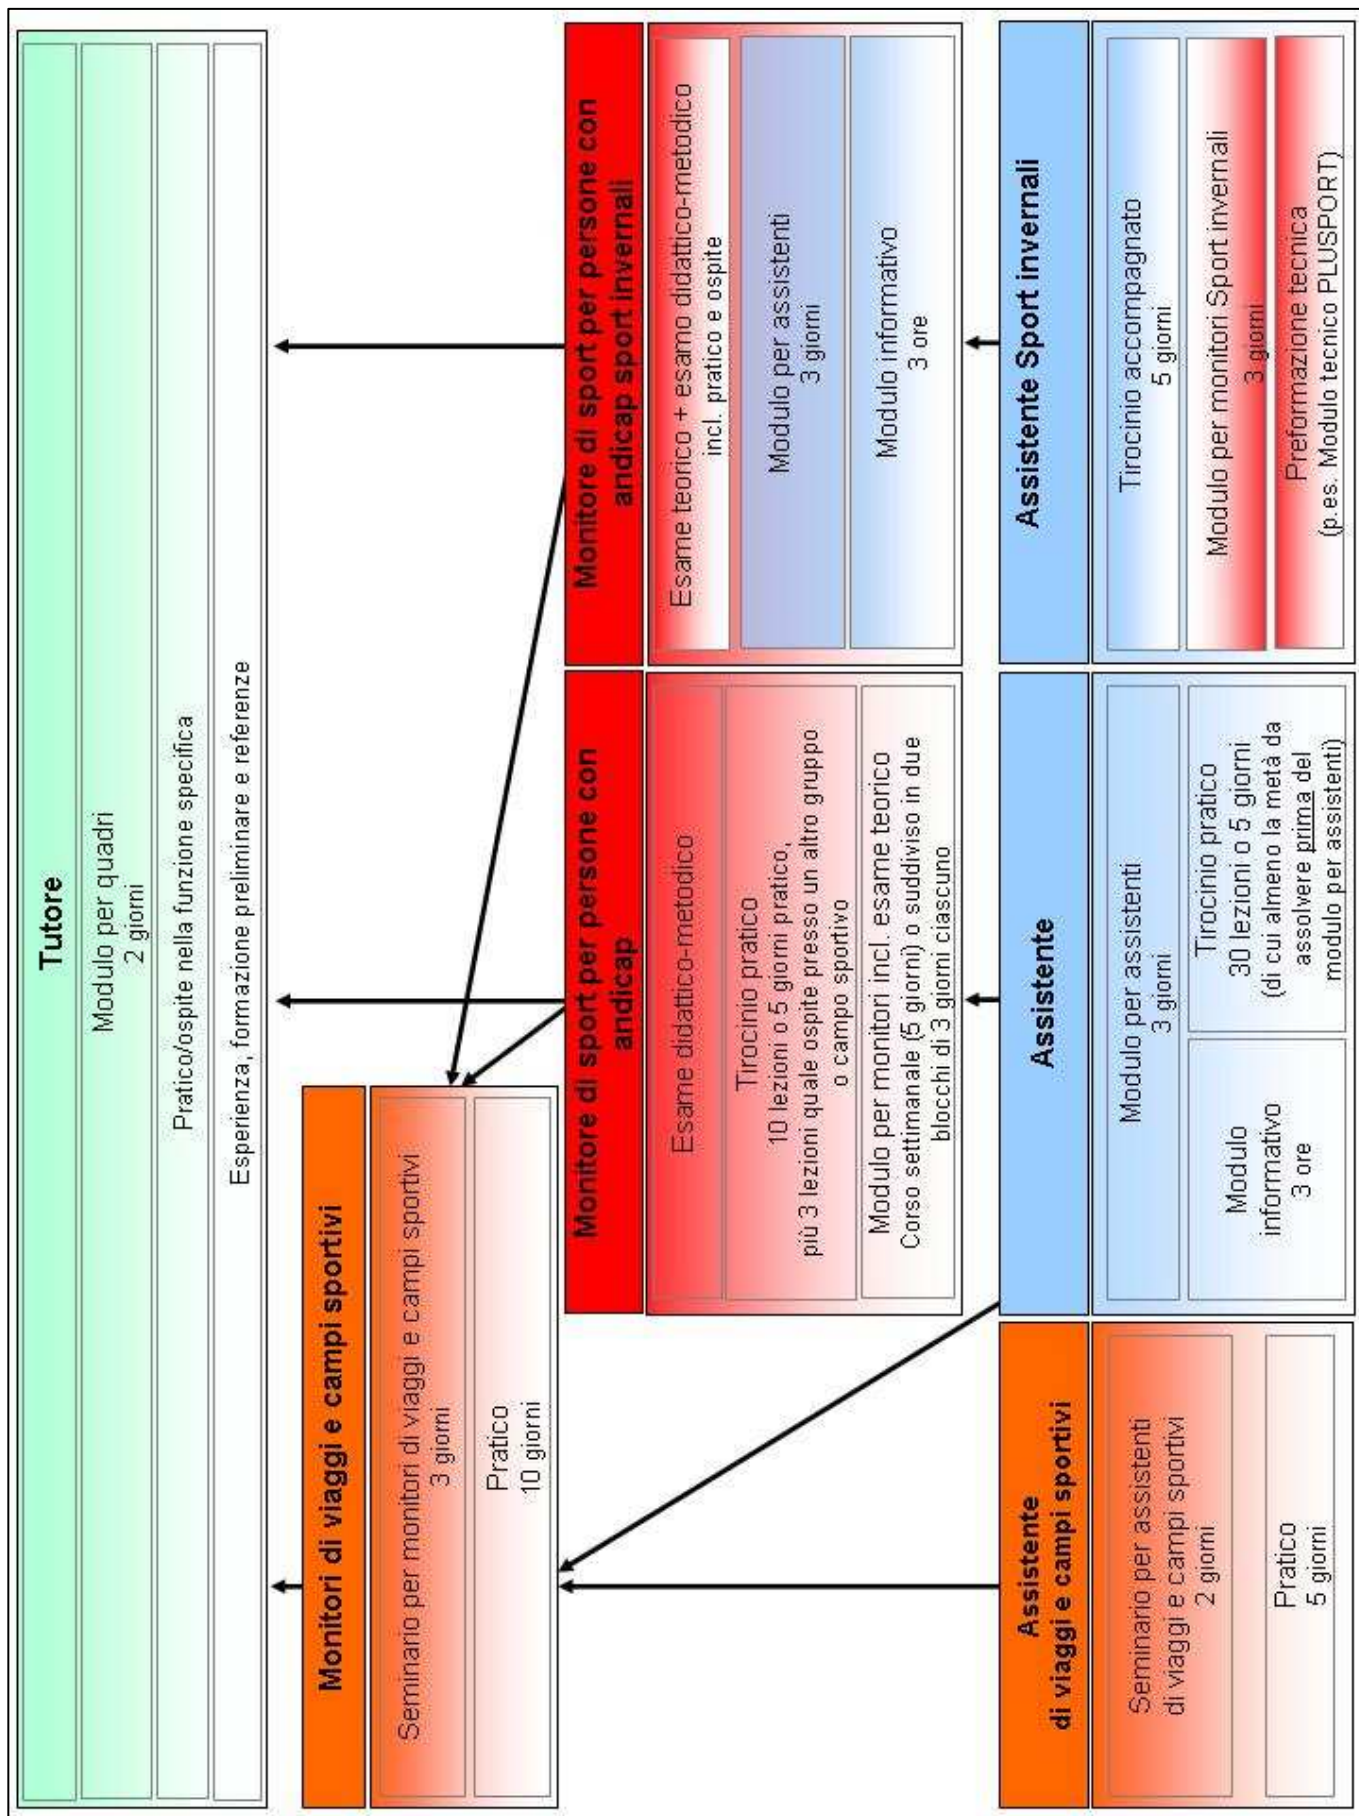 Tutore
Modulo per quadri
2 giorni
Pratico/ospite nella funzione specifica
Esperienza, formazione preliminare e referenze
Monitori di viaggi e campi sportivi
Seminario per monitori di viaggi e campi sportivi
3 giorni
Pratico
10 giorni
Monitore di sport per persone con
andicap
Esame didattico-metodico
Tirocinio pratico
10 lezioni o 5 giorni pratico,
più 3 lezioni quale ospite presso un altro gruppo
o campo sportivo
Modulo per monitori incl. esame teorico
Corso settimanale (5 giorni) o suddiviso in due
blocchi di 3 giorni ciascuno
Monitore di sport per persone con
andicap sport invernali
Esame teorico + esamo didattico-metodico
incl. pratico e ospite
Modulo per assistenti
3 giorni
Modulo informativo
3 ore
Assistente
di viaggi e campi sportivi
Seminario per assistenti
di viaggi e campi sportivi
2 giorni
Pratico
5 giorni
Assistente
Modulo per assistenti
3 giorni
Modulo
informativo
3 ore
Tirocinio pratico
30 lezioni o 5 giorni
(di cui almeno la metà da
assolvere prima del
modulo per assistenti)
Assistente Sport invernali
Tirocinio accompagnato
5 giorni
Modulo per monitori Sport invernali
3 giorni
Preformazione tecnica
(p.es. Modulo tecnico PLUSPORT)